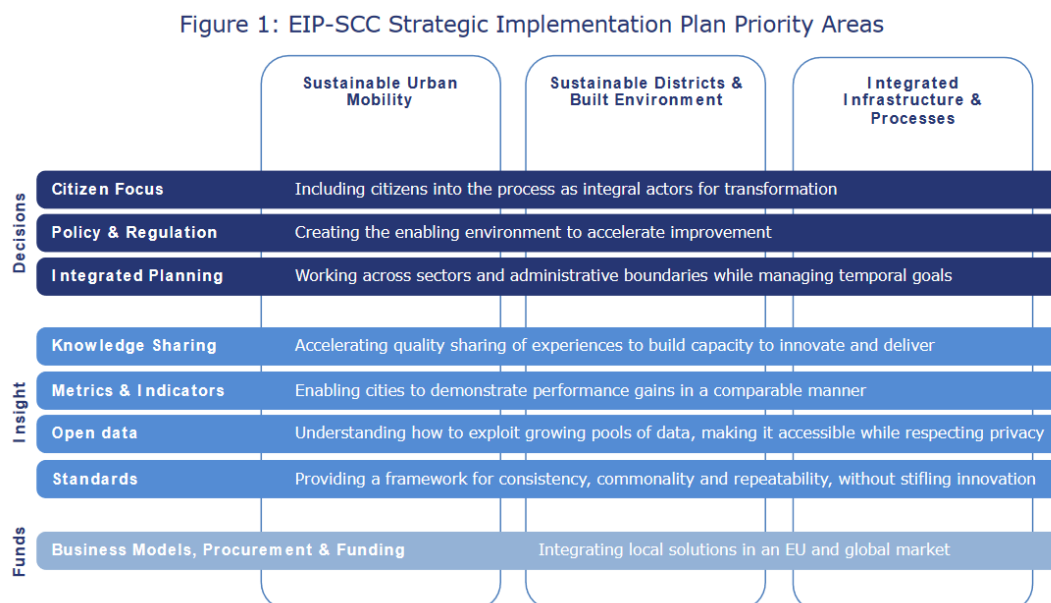 Figure 1: EIP-SCC Strategic Implementation Plan Priority Areas
Sustainable Urban
Mobility
Sustainable Districts &
Built Environment
Integrated
Infrastructure &
Processes
Decisions
Citizen Focus Including citizens into the process as integral actors for transformation
Policy & Regulation Creating the enabling environment to accelerate improvement
Integrated Planning Working across sectors and administrative boundaries while managing temporal goals
Insight
Knowledge Sharing Accelerating quality sharing of experiences to build capacity to innovate and deliver
Metrics & Indicators Enabling cities to demonstrate performance gains in a comparable manner
Open data Understanding how to exploit growing pools of data, making it accessible while respecting privacy
Standards Providing a framework for consistency, commonality and repeatability, without stifling innovation
Funds
Business Models, Procurement & Funding Integrating local solutions in an EU and global market